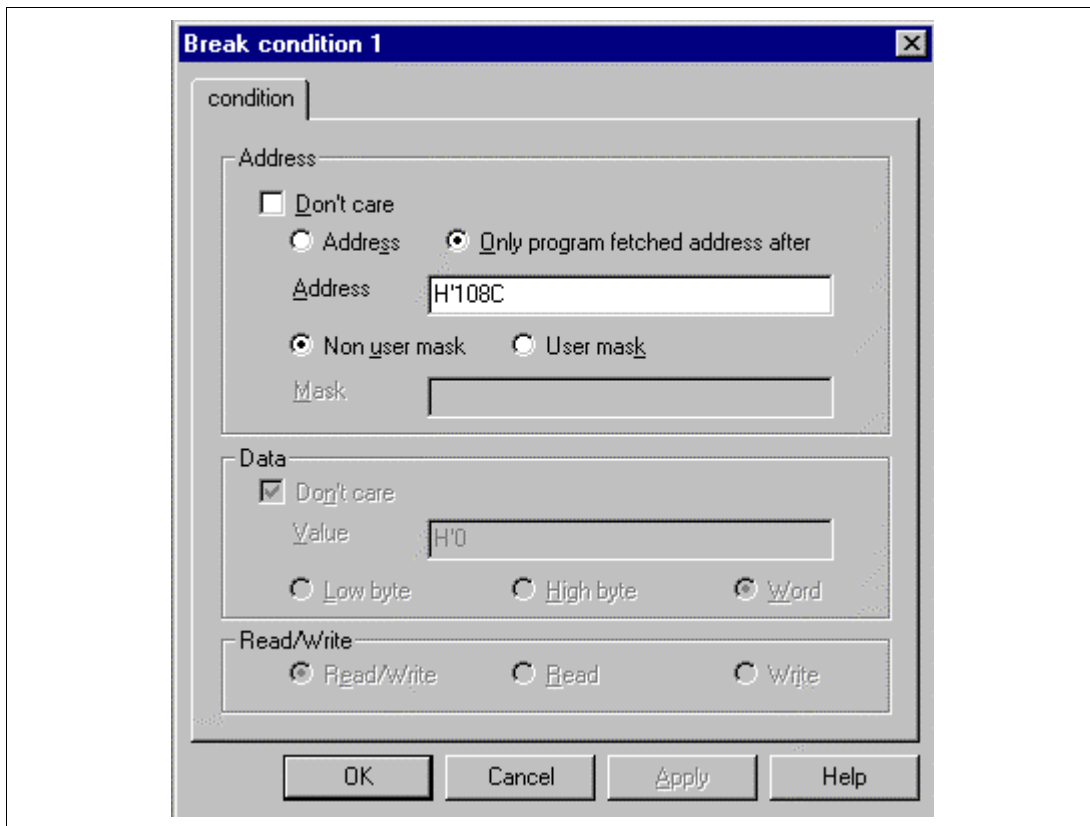 Break condition 1
condition
Address
Don't care
Address Only program fetched address after
Address H'108C
Non user mask User mask
Mask
Data
Don't care
Value H'0
Low byte High byte Word
Read/Write
Read/Write Read Write
OK Cancel Apply Help